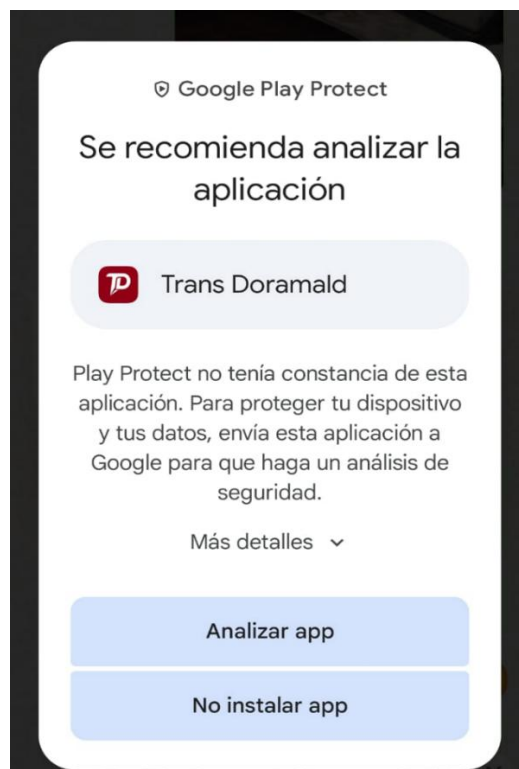 Google Play Protect
Se recomienda analizar la
aplicación
TD
Trans Doramald
Play Protect no tenía constancia de esta
aplicación. Para proteger tu dispositivo
y tus datos, envía esta aplicación a
Google para que haga un análisis de
seguridad.
Más detalles
Analizar app
No instalar app